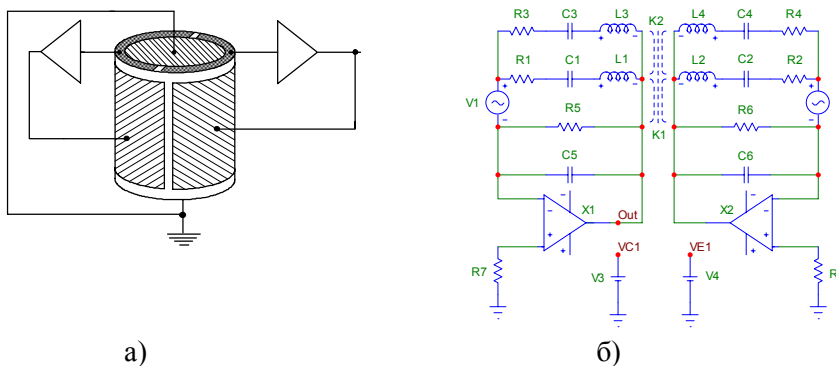 R3 C3 L3 K2 L4 C4 R4
R1 C1 L1 L2 C2 R2
V1
R5 K1 R6
C5 C6
X1 Out X2
VC1 VE1
R7 V3 V4 R
а) б)